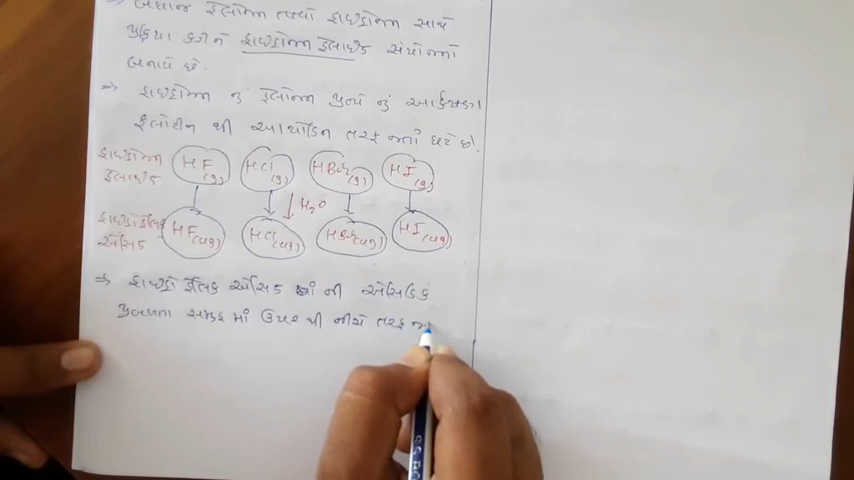 ⇒ બધાજ હેલોજન તત્વો હાઇડ્રોજન સાથે
પ્રક્રિયા કરીને હાઇડ્રોજન હેલાઇડ સંયોજનો
બનાવે છે.
⇒ હાઇડ્રોજન નું હેલોજન પ્રત્યે નું આકર્ષણ
ફ્લોરીન થી આયોડિન તરફ જતાં ઘટે છે.
હાઇડ્રોજન હેલાઇડ HF(g) HCl(g) HBr(g) HI(g)
H₂O
હાઇડ્રોહેલિક એસિડ HF(aq) HCl(aq) HBr(aq) HI(aq)
⇒ હાઇડ્રોહેલિક એસિડ ની એસિડિક
પ્રબળતા સમૂહ માં ઉપર થી નીચે તરફ જ